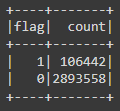 +----+-------+
|flag|  count|
+----+-------+
|   1| 106442|
|   0|2893558|
+----+-------+